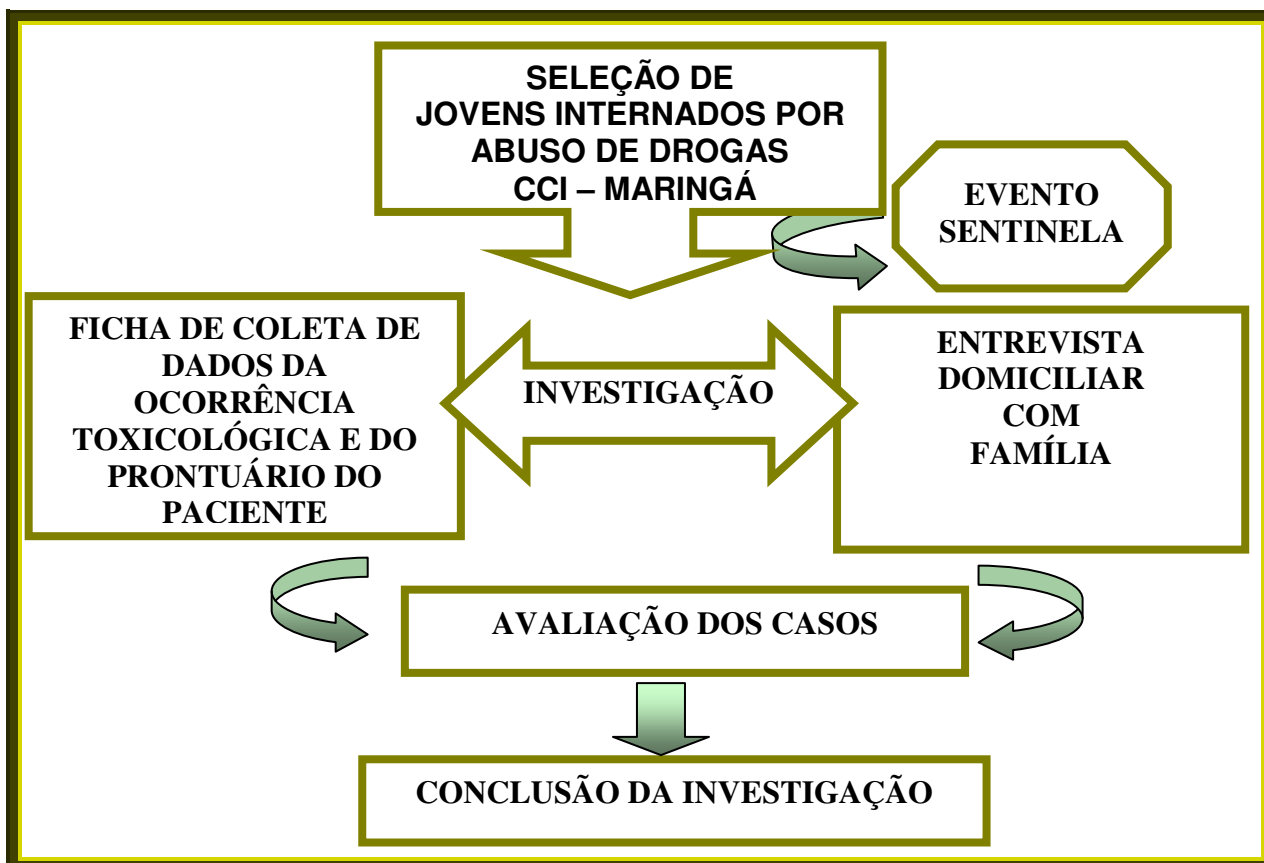 SELEÇÃO DE
JOVENS INTERNADOS POR
ABUSO DE DROGAS
CCI – MARINGÁ
EVENTO
SENTINELA
FICHA DE COLETA DE
DADOS DA
OCORRÊNCIA
TOXICOLÓGICA E DO
PRONTUÁRIO DO
PACIENTE
INVESTIGAÇÃO
ENTREVISTA
DOMICILIAR
COM
FAMÍLIA
AVALIAÇÃO DOS CASOS
CONCLUSÃO DA INVESTIGAÇÃO